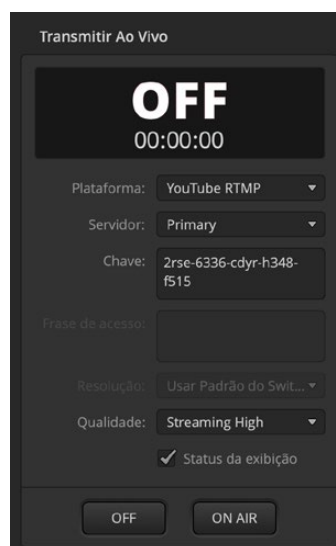 Transmitir Ao Vivo
OFF
00:00:00
Plataforma: YouTube RTMP
Servidor: Primary
Chave: 2rse-6336-cdyr-h348-
f515
Frase de acesso:
Resolução: Usar Padrão do Swit...
Qualidade: Streaming High
Status da exibição
OFF ON AIR